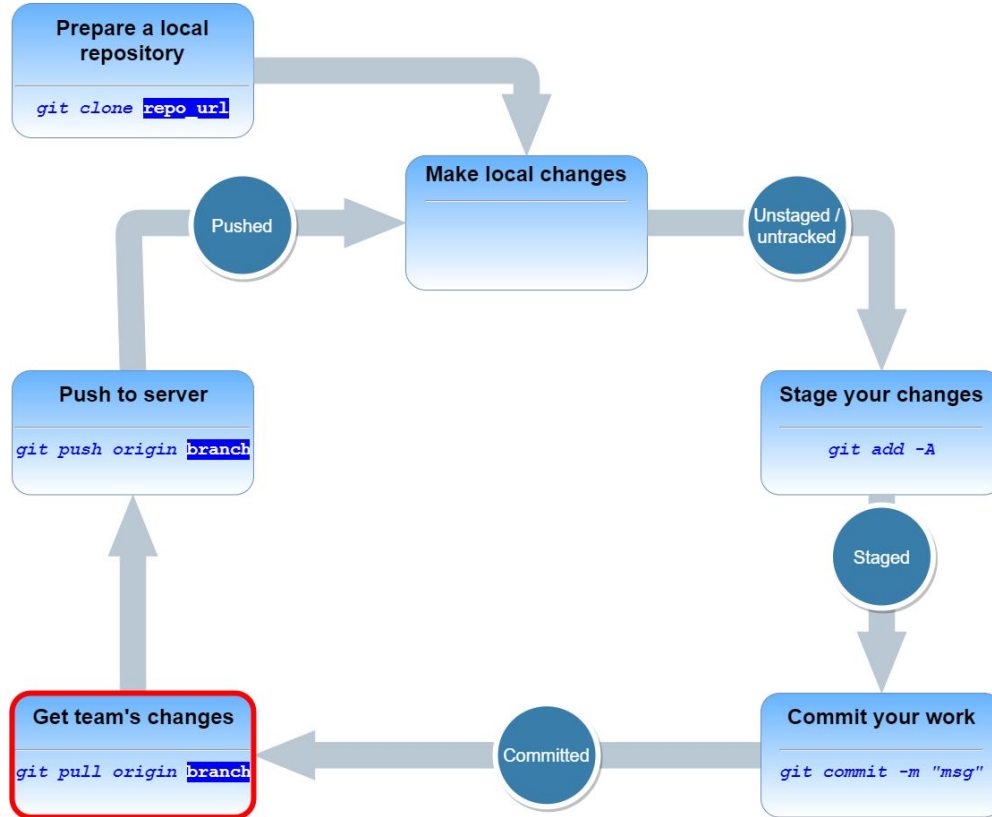 Prepare a local
repository
git clone repo_url
Make local changes
Pushed
Unstaged /
untracked
Push to server
git push origin branch
Stage your changes
git add -A
Staged
Get team's changes
git pull origin branch
Committed
Commit your work
git commit -m "msg"